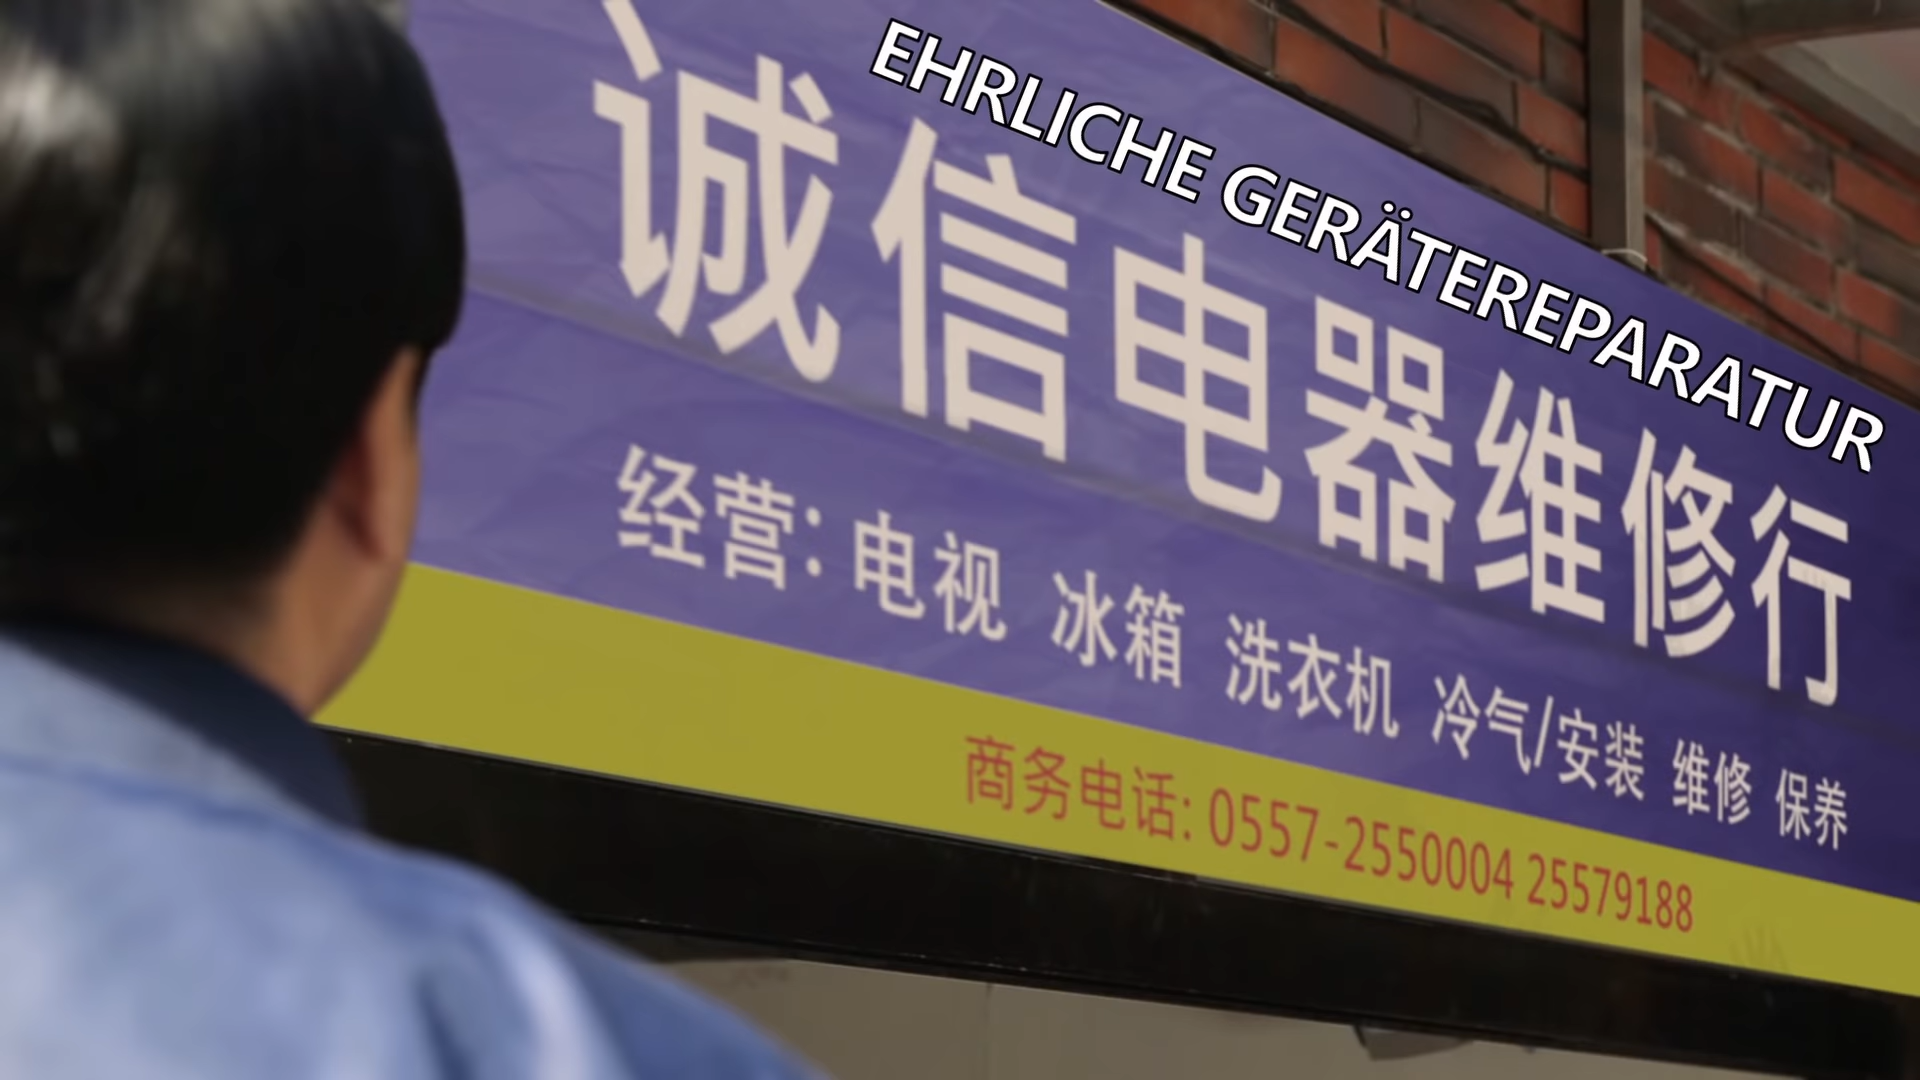 EHRLICHE GERÄTEREPARATUR
诚信电器维修行
经营: 电视 冰箱 洗衣机 冷气/安装 维修 保养
商务电话: 0557-2550004 25579188